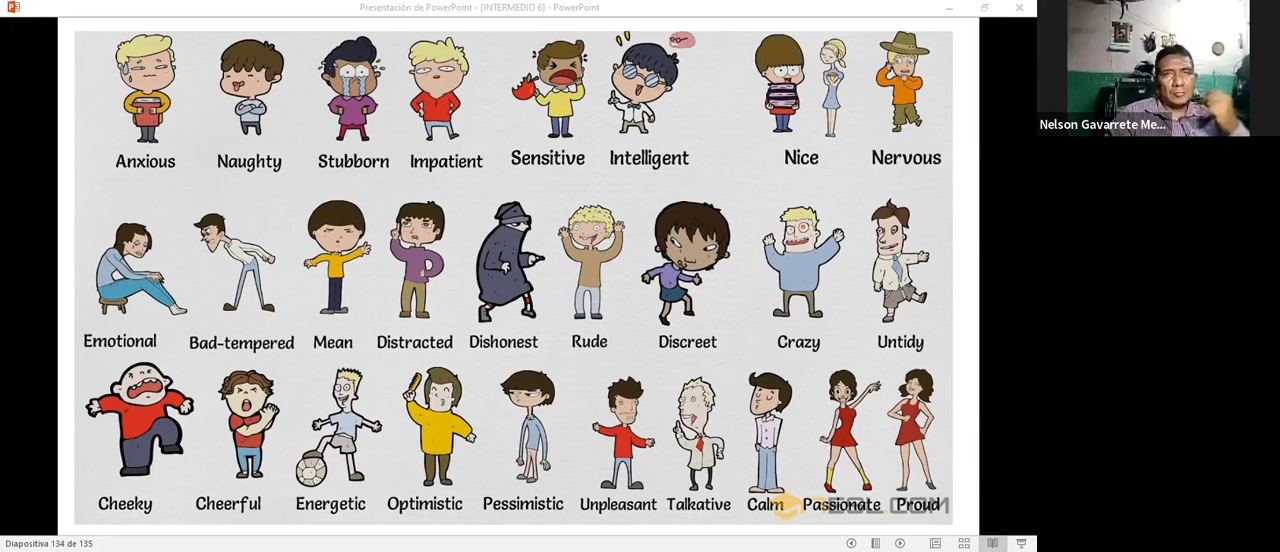 Presentación de PowerPoint - [INTERMEDIO 6] - PowerPoint
Nelson Gavarrete Me...
Anxious Naughty Stubborn Impatient Sensitive Intelligent Nice Nervous
Emotional Bad-tempered Mean Distracted Dishonest Rude Discreet Crazy Untidy
Cheeky Cheerful Energetic Optimistic Pessimistic Unpleasant Talkative Calm Passionate Proud
Diapositiva 134 de 135